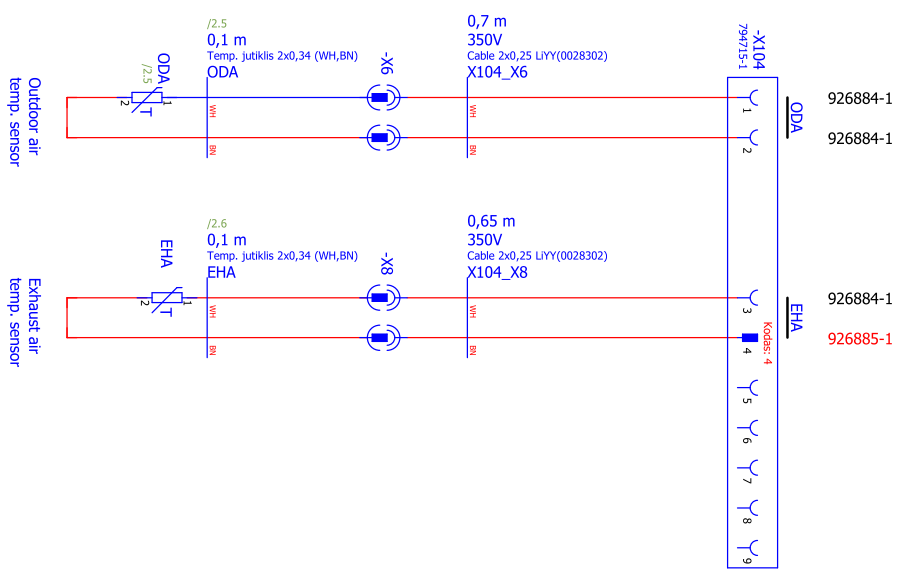 /2.5
0,1 m
Temp. jutiklis 2x0,34 (WH,BN)
ODA
0,7 m
350V
Cable 2x0,25 LiYY(0028302)
X104_X6
-X6
-X104
794715-1
ODA
/2.5
1
2
T
Outdoor air
temp. sensor
WH
BN
WH
BN
1
2
ODA
926884-1
926884-1
/2.6
0,1 m
Temp. jutiklis 2x0,34 (WH,BN)
EHA
0,65 m
350V
Cable 2x0,25 LiYY(0028302)
X104_X8
-X8
EHA
1
2
T
Exhaust air
temp. sensor
WH
BN
WH
BN
3
4
Kodas: 4
EHA
926884-1
926885-1
5
6
7
8
9